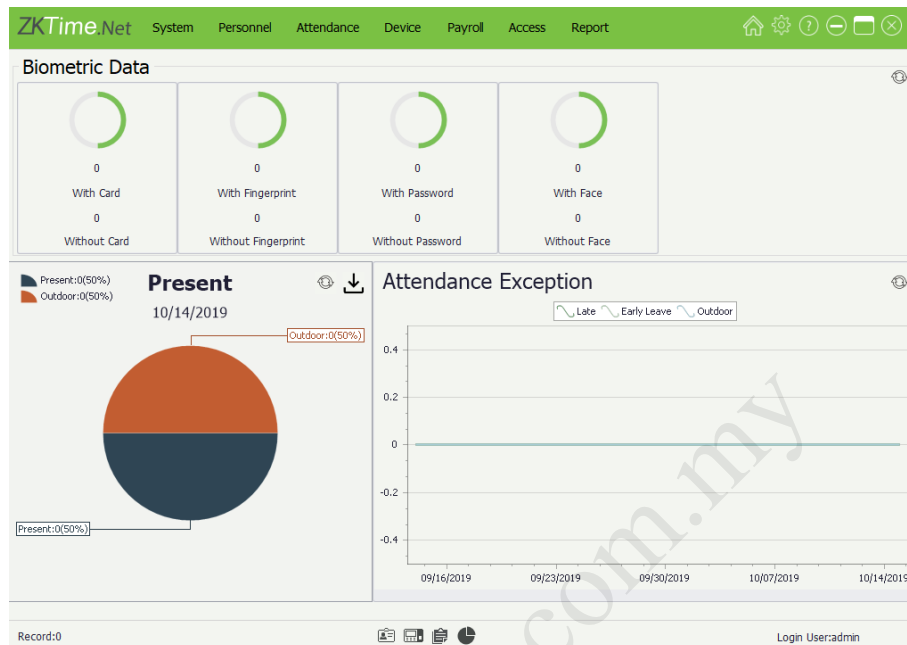 ZKTime.Net System Personnel Attendance Device Payroll Access Report
Biometric Data
0 0 0 0
With Card With Fingerprint With Password With Face
0 0 0 0
Without Card Without Fingerprint Without Password Without Face
Present:0(50%)
Outdoor:0(50%)
Present
10/14/2019
Outdoor:0(50%)
Present:0(50%)
Attendance Exception
Late Early Leave Outdoor
0.4
0.2
0
-0.2
-0.4
09/16/2019 09/23/2019 09/30/2019 10/07/2019 10/14/2019
Record:0 Login User:admin
.com.my